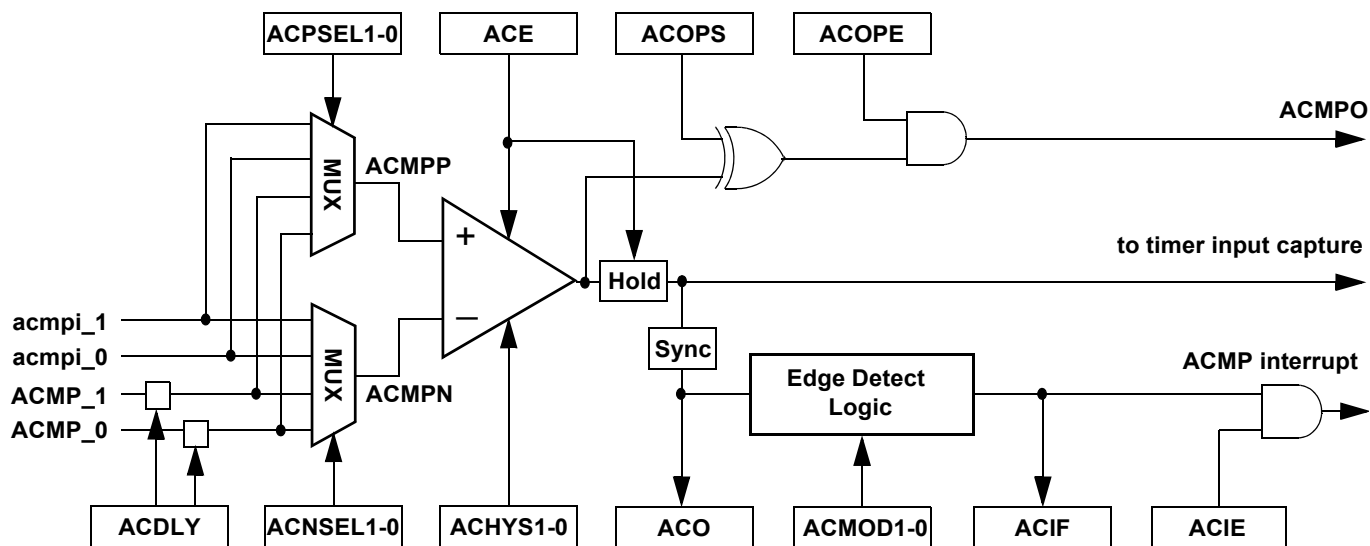 ACPSEL1-0
ACE
ACOPS
ACOPE
ACMPO
MUX
ACMPP
+
to timer input capture
Hold
acmpi_1
acmpi_0
ACMP_1
ACMP_0
MUX
ACMPN
−
Sync
Edge Detect
Logic
ACMP interrupt
ACDLY
ACNSEL1-0
ACHYS1-0
ACO
ACMOD1-0
ACIF
ACIE